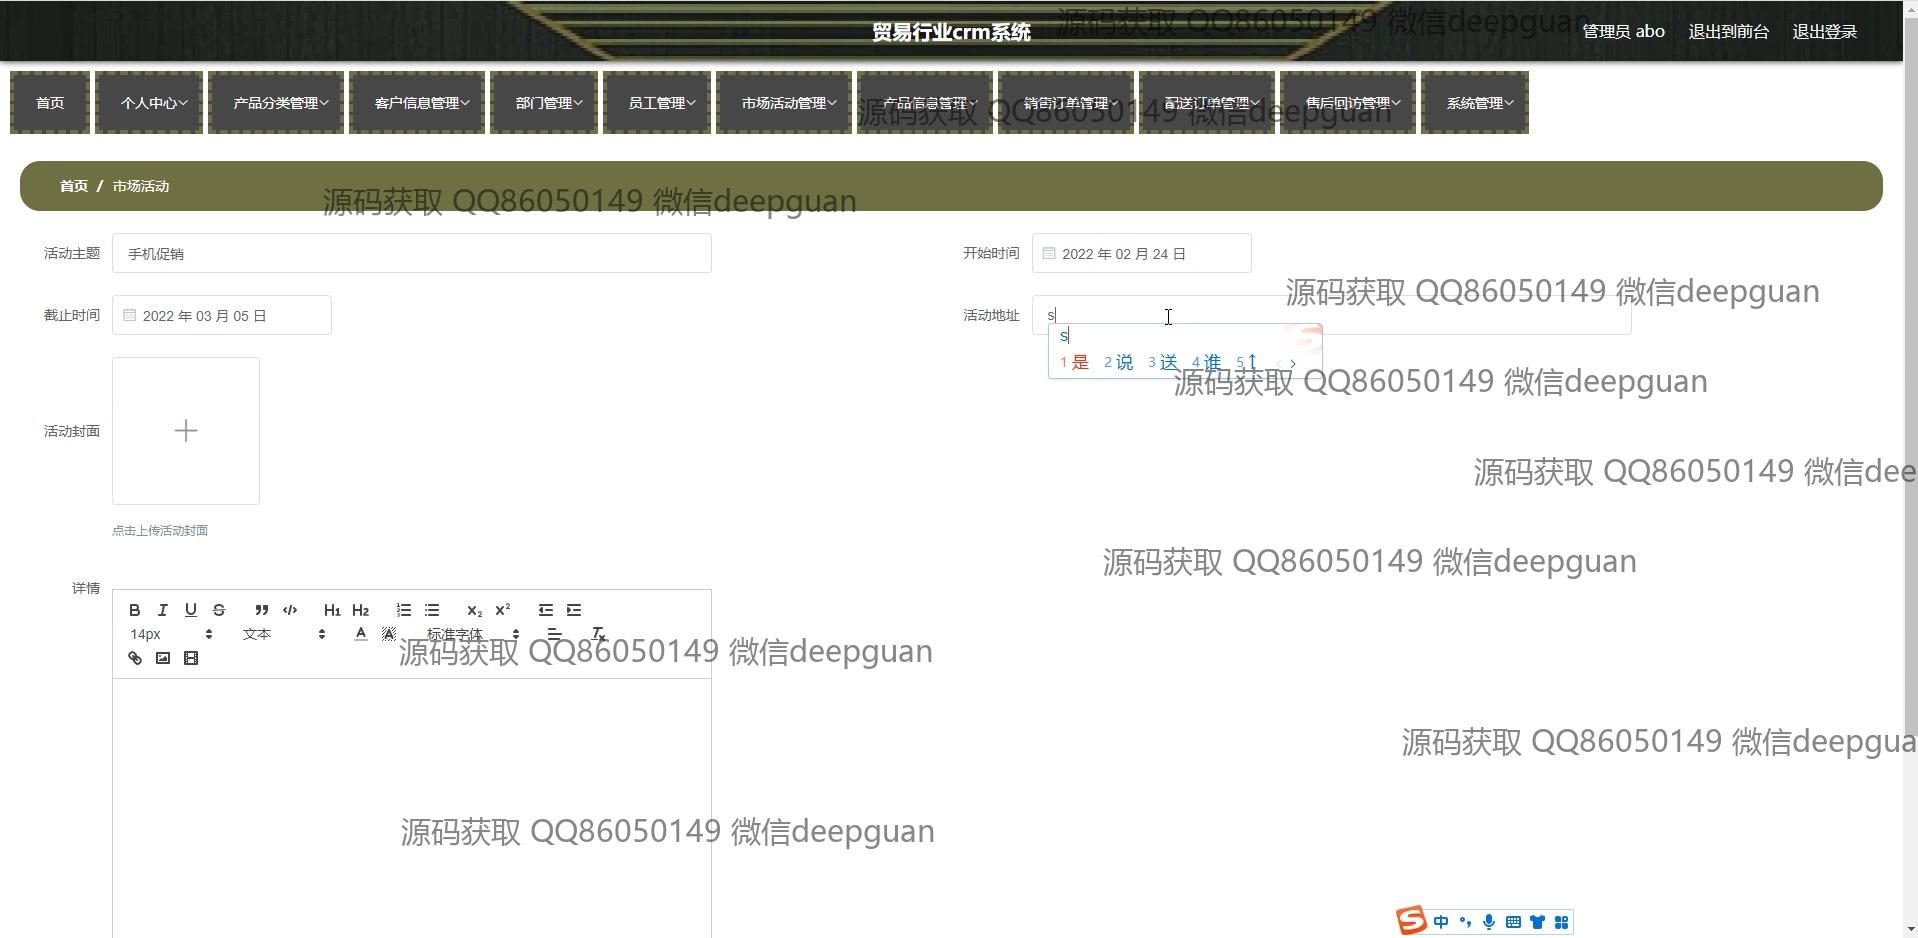 贸易行业crm系统
源码获取 QQ86050149 微信deepguan
管理员 abo
退出到前台
退出登录
首页
个人中心
产品分类管理
客户信息管理
部门管理
员工管理
市场活动管理
产品信息管理
销售订单管理
配送订单管理
售后回访管理
系统管理
源码获取 QQ86050149 微信deepguan
首页 / 市场活动
源码获取 QQ86050149 微信deepguan
活动主题
手机促销
开始时间
2022 年 02 月 24 日
源码获取 QQ86050149 微信deepguan
截止时间
2022 年 03 月 05 日
活动地址
s
s
1 是 2 说 3 送 4 谁 5
源码获取 QQ86050149 微信deepguan
活动封面
源码获取 QQ86050149 微信dee
点击上传活动封面
源码获取 QQ86050149 微信deepguan
详情
B I U S H1 H2 X2 X2
14px
文本
A A
标准字体
Tx
源码获取 QQ86050149 微信deepguan
源码获取 QQ86050149 微信deepgua
源码获取 QQ86050149 微信deepguan
S 中